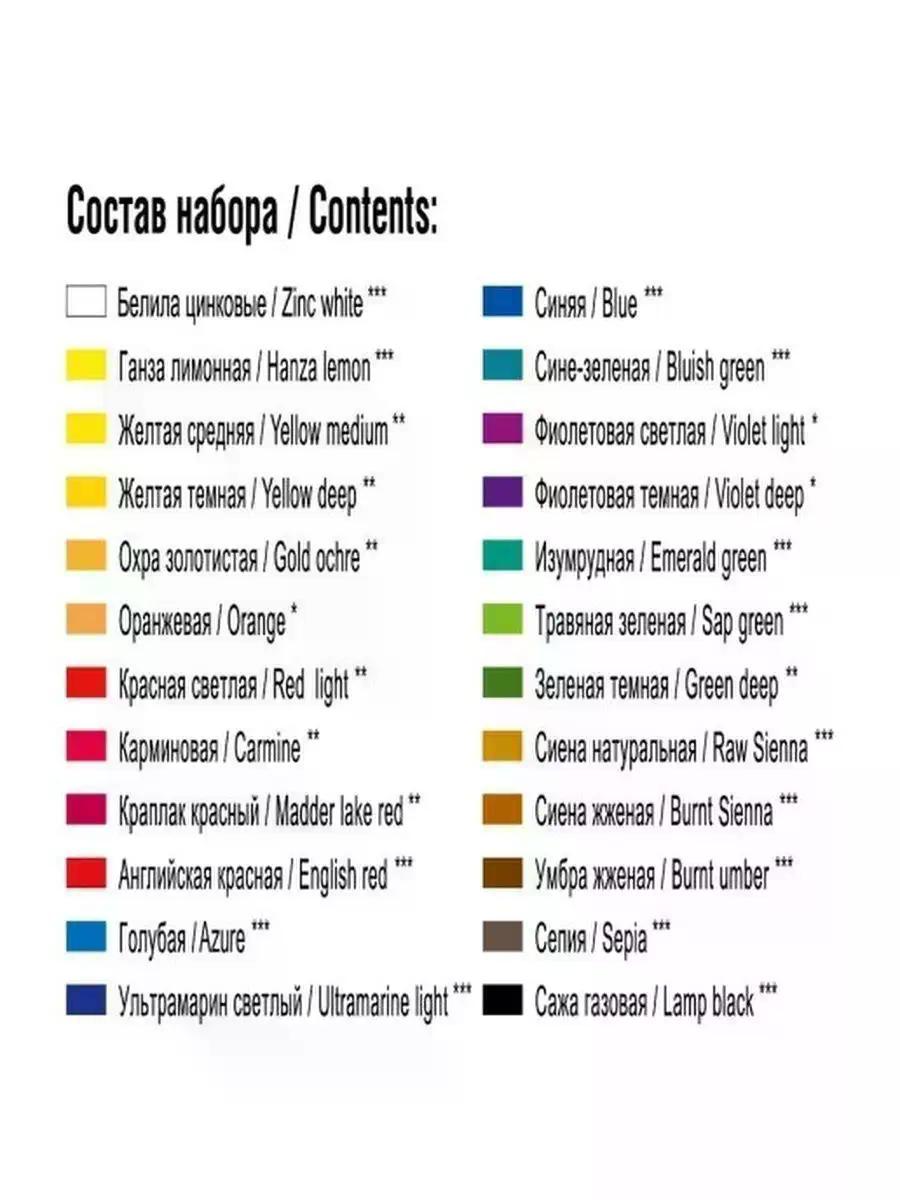 Состав набора / Contents:
Белила цинковые / Zinc white ***
Ганза лимонная / Hanza lemon ***
Желтая средняя / Yellow medium **
Желтая темная / Yellow deep **
Охра золотистая / Gold ochre **
Оранжевая / Orange *
Красная светлая / Red light **
Карминовая / Carmine **
Краплак красный / Madder lake red **
Английская красная / English red ***
Голубая /Azure ***
Ультрамарин светлый / Ultramarine light ***
Синяя / Blue ***
Сине-зеленая / Bluish green ***
Фиолетовая светлая / Violet light *
Фиолетовая темная / Violet deep *
Изумрудная / Emerald green ***
Травяная зеленая / Sap green ***
Зеленая темная / Green deep **
Сиена натуральная / Raw Sienna ***
Сиена жженая / Burnt Sienna ***
Умбра жженая / Burnt umber ***
Сепия / Sepia ***
Сажа газовая / Lamp black ***